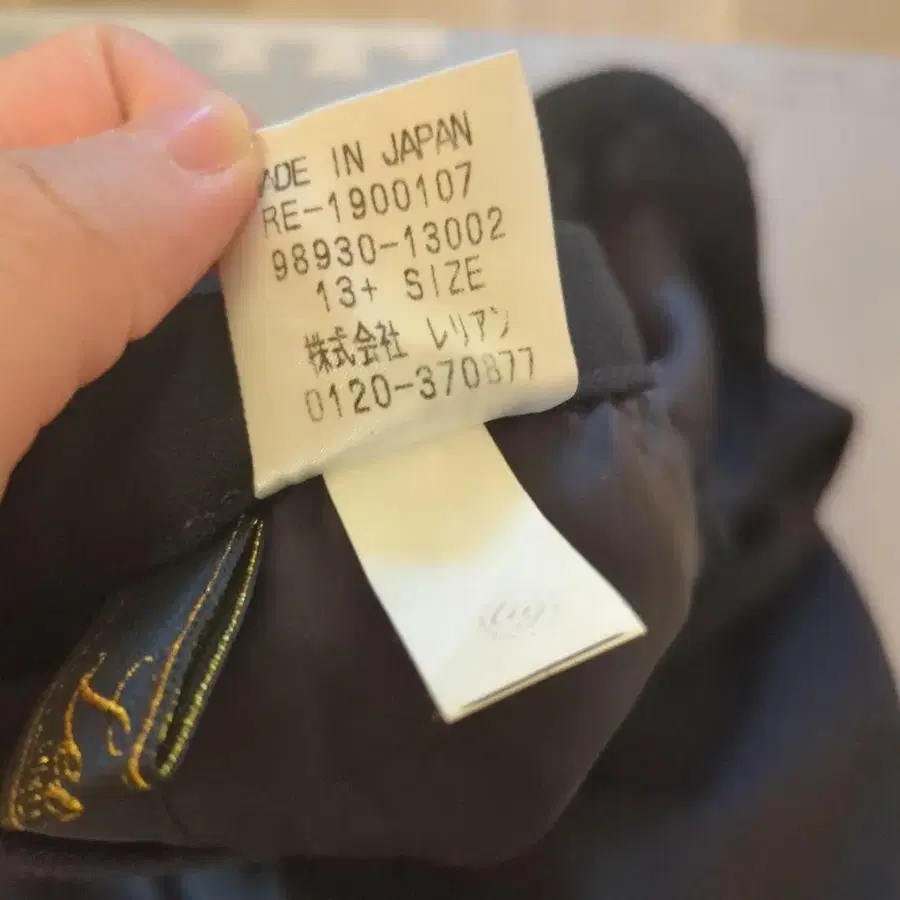 ADE IN JAPAN
RE-1900107
98930-13002
13+ SIZE
株式会社 レリアン
0120-370877